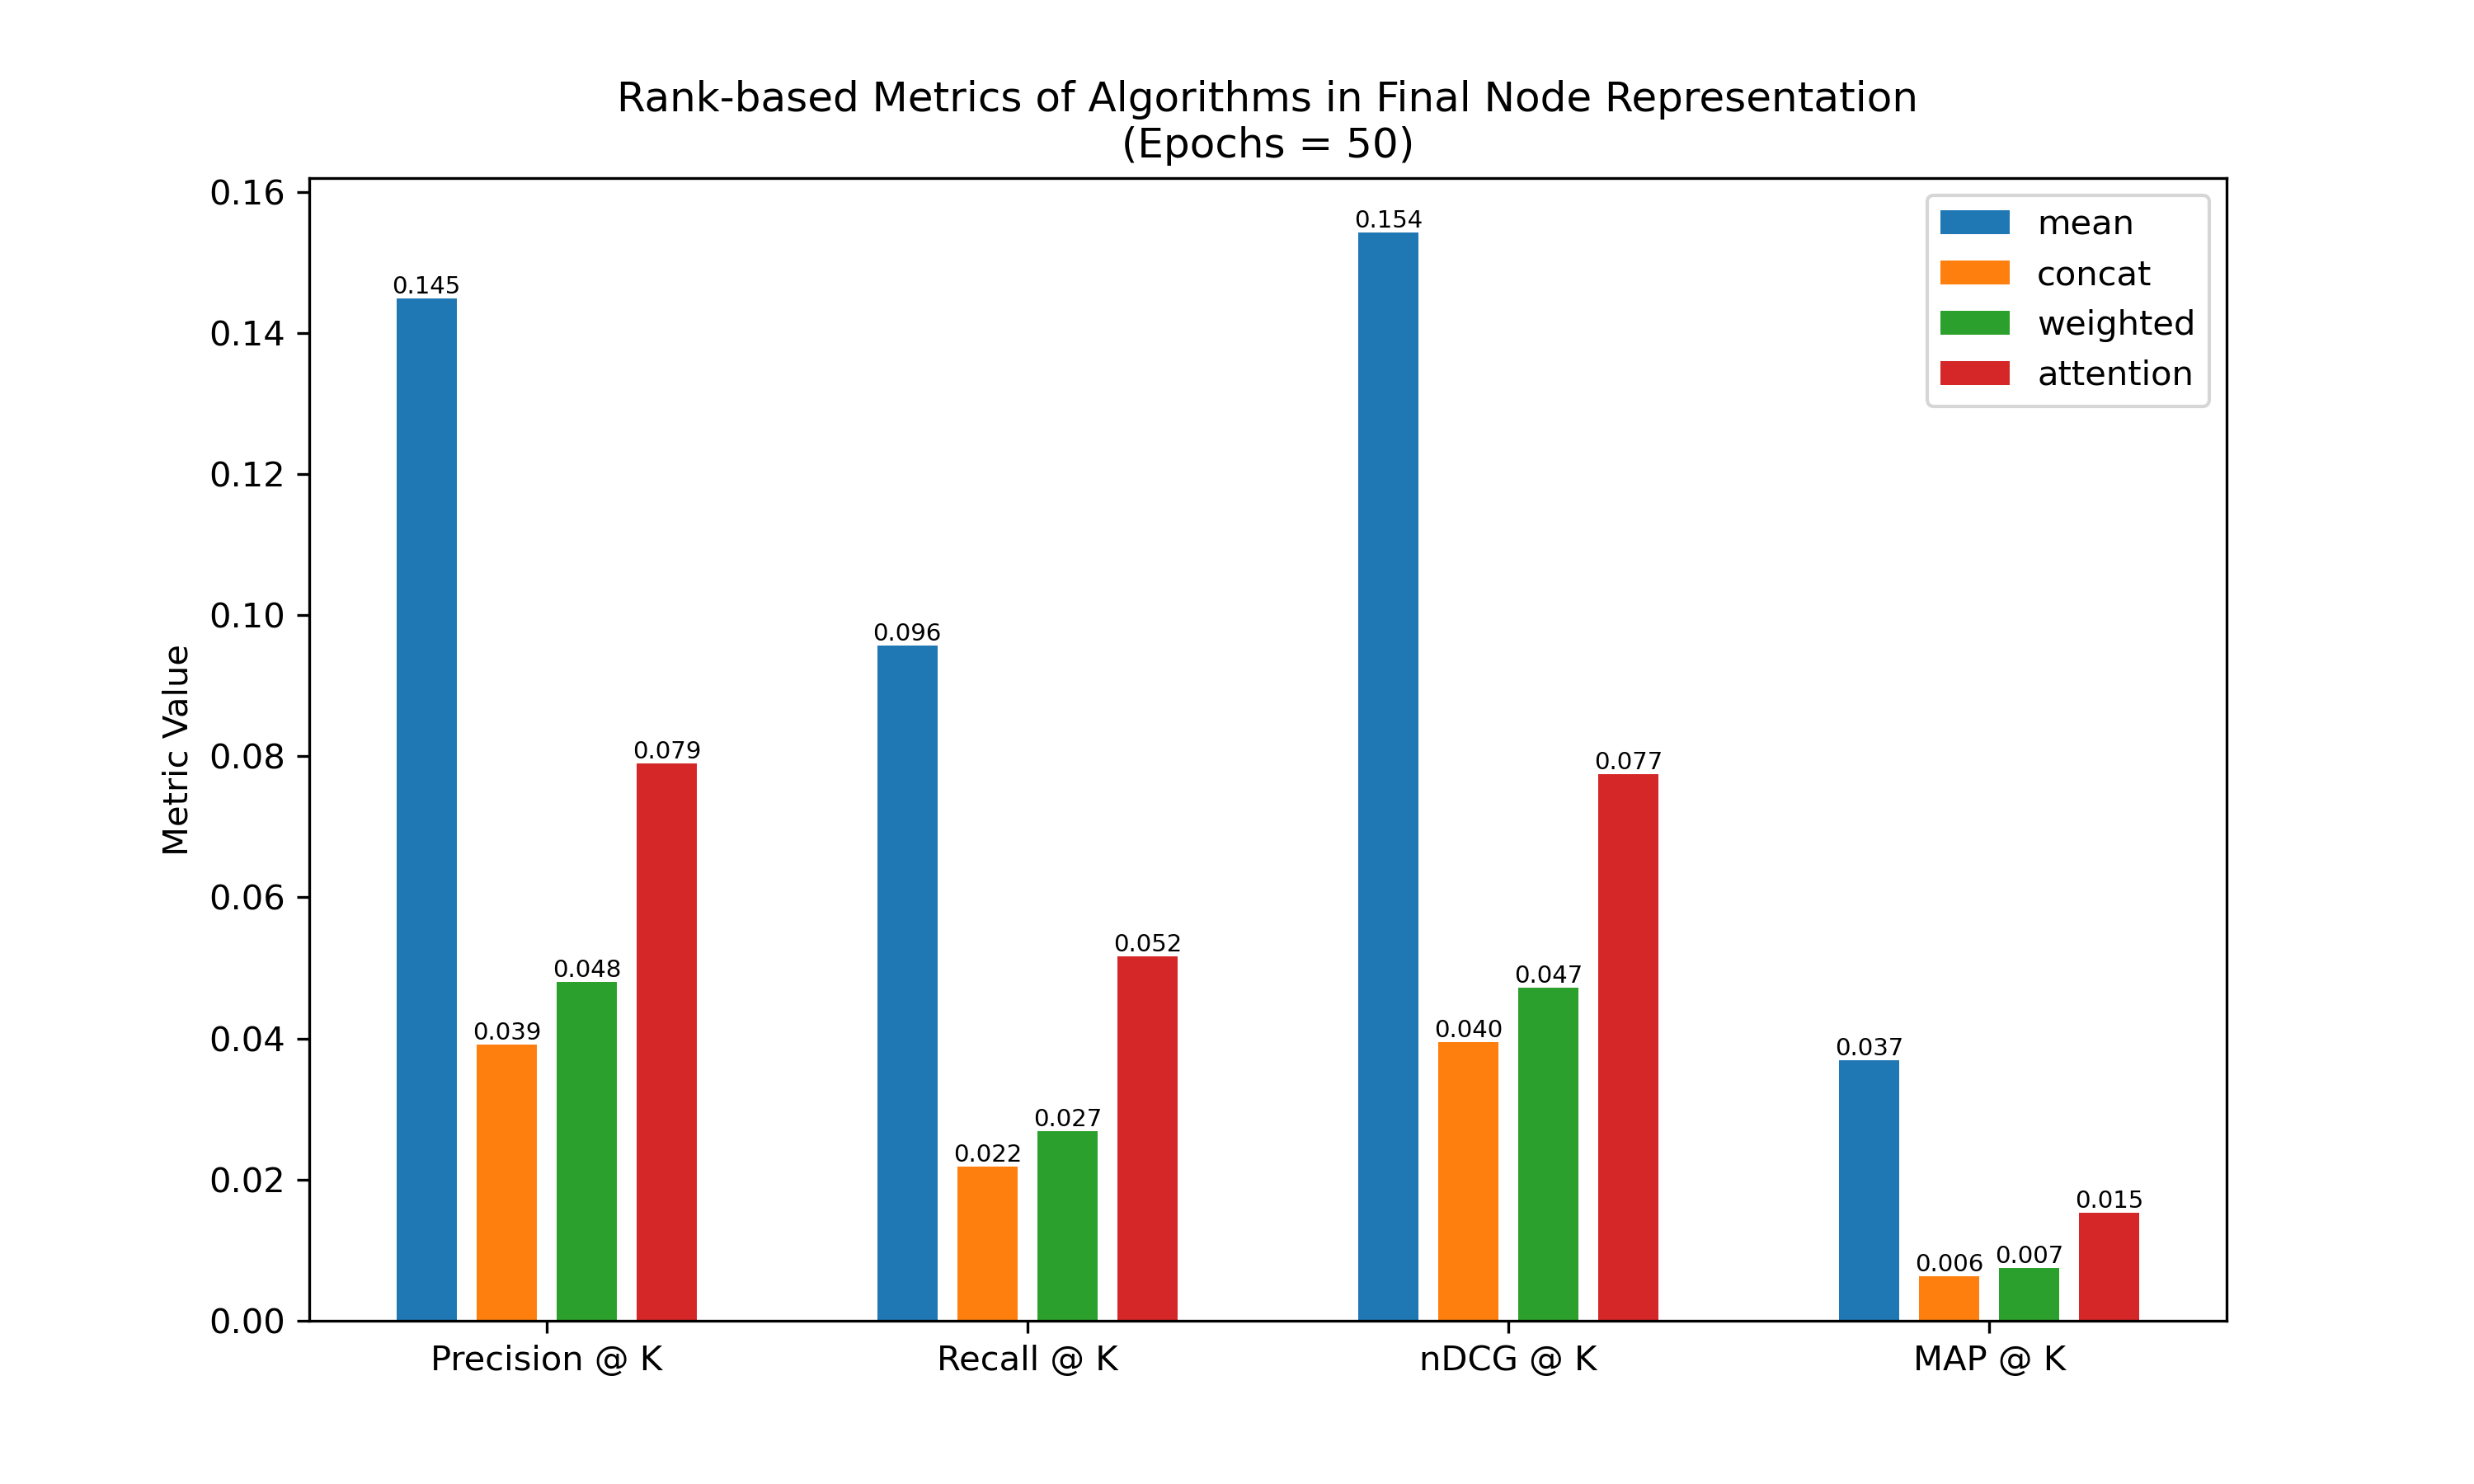 Rank-based Metrics of Algorithms in Final Node Representation
(Epochs = 50)
mean
concat
weighted
attention
Metric Value
0.16
0.14
0.12
0.10
0.08
0.06
0.04
0.02
0.00
0.145
0.039
0.048
0.079
0.096
0.022
0.027
0.052
0.154
0.040
0.047
0.077
0.037
0.006
0.007
0.015
Precision @ K
Recall @ K
nDCG @ K
MAP @ K